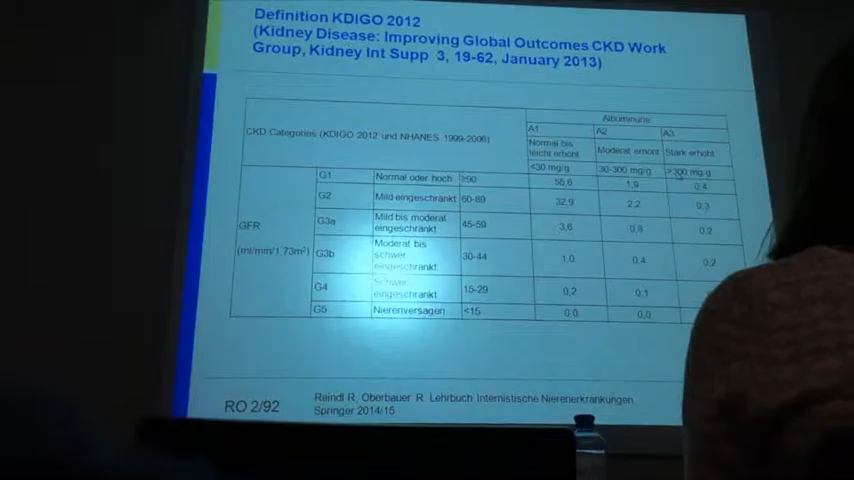 Definition KDIGO 2012
(Kidney Disease: Improving Global Outcomes CKD Work
Group, Kidney Int Supp 3, 19-62, January 2013)
CKD Categories (KDIGO 2012 und NHANES 1999-2006)
Albuminurie
A1 A2 A3
Normal bis leicht erhöht Moderat erhöht Stark erhöht
<30 mg/g 30-300 mg/g >300 mg/g
GFR
(ml/min/1,73m²)
G1 Normal oder hoch ≥90 55,6 1,9 0,4
G2 Mild eingeschränkt 60-89 32,9 2,2 0,3
G3a Mild bis moderat eingeschränkt 45-59 3,6 0,8 0,2
G3b Moderat bis schwer eingeschränkt 30-44 1,0 0,4 0,2
G4 Schwer eingeschränkt 15-29 0,2 0,1
G5 Nierenversagen <15 0,0 0,0
RO 2/92
Reindl R, Oberbauer R. Lehrbuch Internistische Nierenerkrankungen
Springer 2014/15